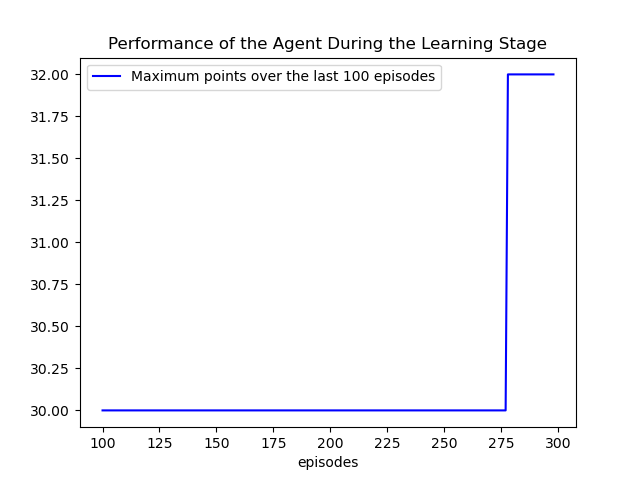 Performance of the Agent During the Learning Stage
Maximum points over the last 100 episodes
32.00
31.75
31.50
31.25
31.00
30.75
30.50
30.25
30.00
100 125 150 175 200 225 250 275 300
episodes